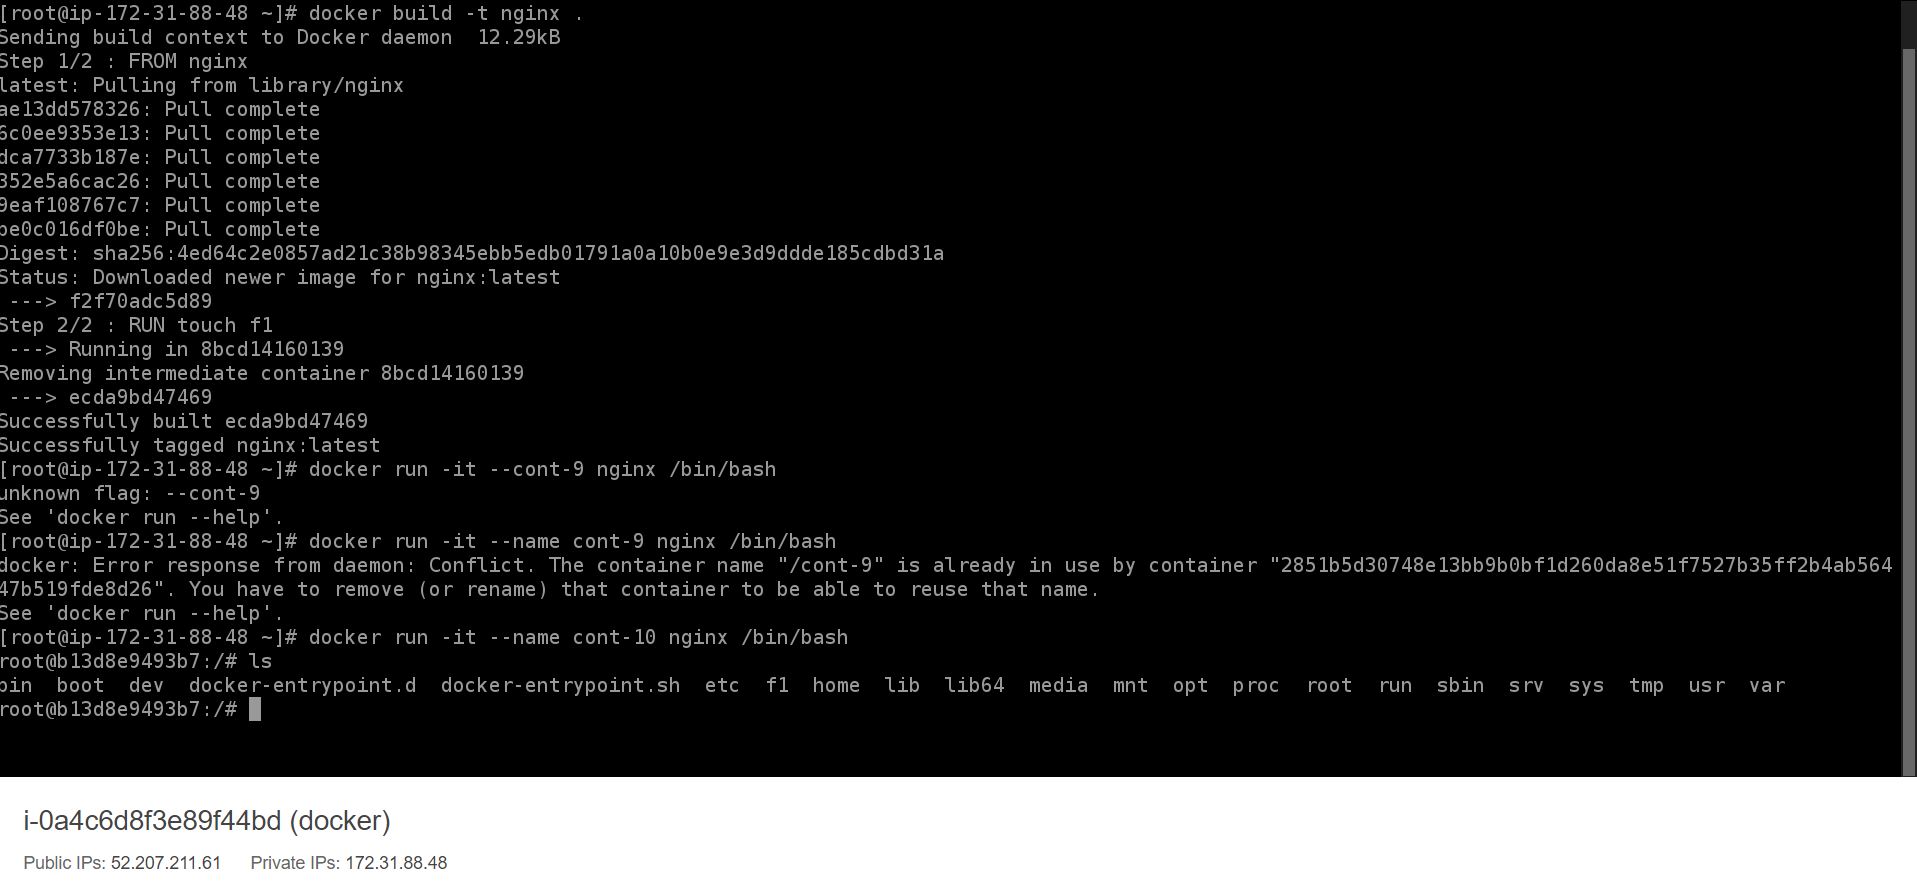 [root@ip-172-31-88-48 ~]# docker build -t nginx .
Sending build context to Docker daemon  12.29kB
Step 1/2 : FROM nginx
latest: Pulling from library/nginx
ae13dd578326: Pull complete
6c0ee9353e13: Pull complete
dca7733b187e: Pull complete
352e5a6cac26: Pull complete
9eaf108767c7: Pull complete
be0c016df0be: Pull complete
Digest: sha256:4ed64c2e0857ad21c38b98345ebb5edb01791a0a10b0e9e3d9ddde185cdbd31a
Status: Downloaded newer image for nginx:latest
 ---> f2f70adc5d89
Step 2/2 : RUN touch f1
 ---> Running in 8bcd14160139
Removing intermediate container 8bcd14160139
 ---> ecda9bd47469
Successfully built ecda9bd47469
Successfully tagged nginx:latest
[root@ip-172-31-88-48 ~]# docker run -it --cont-9 nginx /bin/bash
unknown flag: --cont-9
See 'docker run --help'.
[root@ip-172-31-88-48 ~]# docker run -it --name cont-9 nginx /bin/bash
docker: Error response from daemon: Conflict. The container name "/cont-9" is already in use by container "2851b5d30748e13bb9b0bf1d260da8e51f7527b35ff2b4ab564
47b519fde8d26". You have to remove (or rename) that container to be able to reuse that name.
See 'docker run --help'.
[root@ip-172-31-88-48 ~]# docker run -it --name cont-10 nginx /bin/bash
root@b13d8e9493b7:/# ls
bin  boot  dev  docker-entrypoint.d  docker-entrypoint.sh  etc  f1  home  lib  lib64  media  mnt  opt  proc  root  run  sbin  srv  sys  tmp  usr  var
root@b13d8e9493b7:/#
i-0a4c6d8f3e89f44bd (docker)
Public IPs: 52.207.211.61  Private IPs: 172.31.88.48